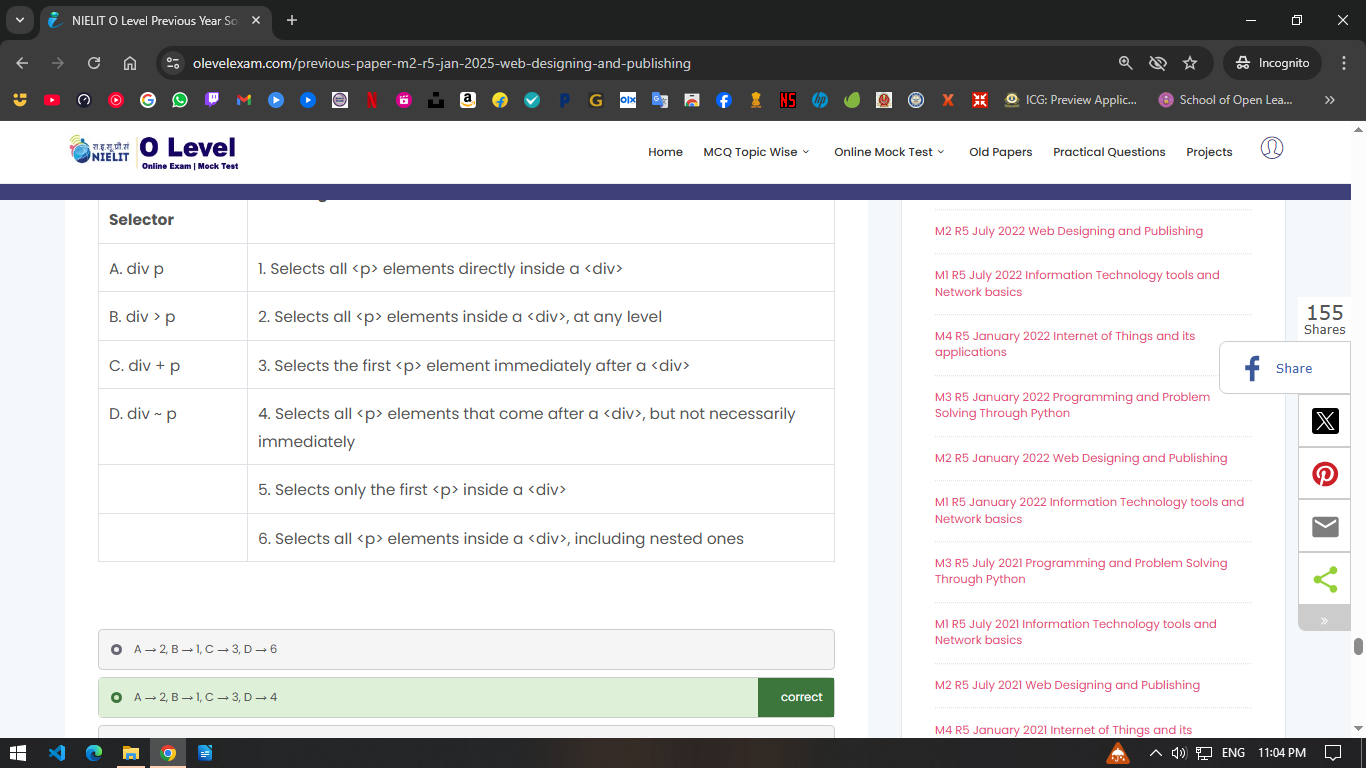 NIELIT O Level Previous Year So
olevelexam.com/previous-paper-m2-r5-jan-2025-web-designing-and-publishing
Incognito
ICG: Preview Applic...
School of Open Lea...
रा.इ.सू.प्रौ.सं
NIELIT
O Level
Online Exam | Mock Test
Home
MCQ Topic Wise
Online Mock Test
Old Papers
Practical Questions
Projects
Selector
A. div p
1. Selects all <p> elements directly inside a <div>
B. div > p
2. Selects all <p> elements inside a <div>, at any level
C. div + p
3. Selects the first <p> element immediately after a <div>
D. div ~ p
4. Selects all <p> elements that come after a <div>, but not necessarily
immediately
5. Selects only the first <p> inside a <div>
6. Selects all <p> elements inside a <div>, including nested ones
A → 2, B → 1, C → 3, D → 6
A → 2, B → 1, C → 3, D → 4
correct
M2 R5 July 2022 Web Designing and Publishing
M1 R5 July 2022 Information Technology tools and
Network basics
M4 R5 January 2022 Internet of Things and its
applications
M3 R5 January 2022 Programming and Problem
Solving Through Python
M2 R5 January 2022 Web Designing and Publishing
M1 R5 January 2022 Information Technology tools and
Network basics
M3 R5 July 2021 Programming and Problem Solving
Through Python
M1 R5 July 2021 Information Technology tools and
Network basics
M2 R5 July 2021 Web Designing and Publishing
M4 R5 January 2021 Internet of Things and its
155
Shares
Share
ENG
11:04 PM